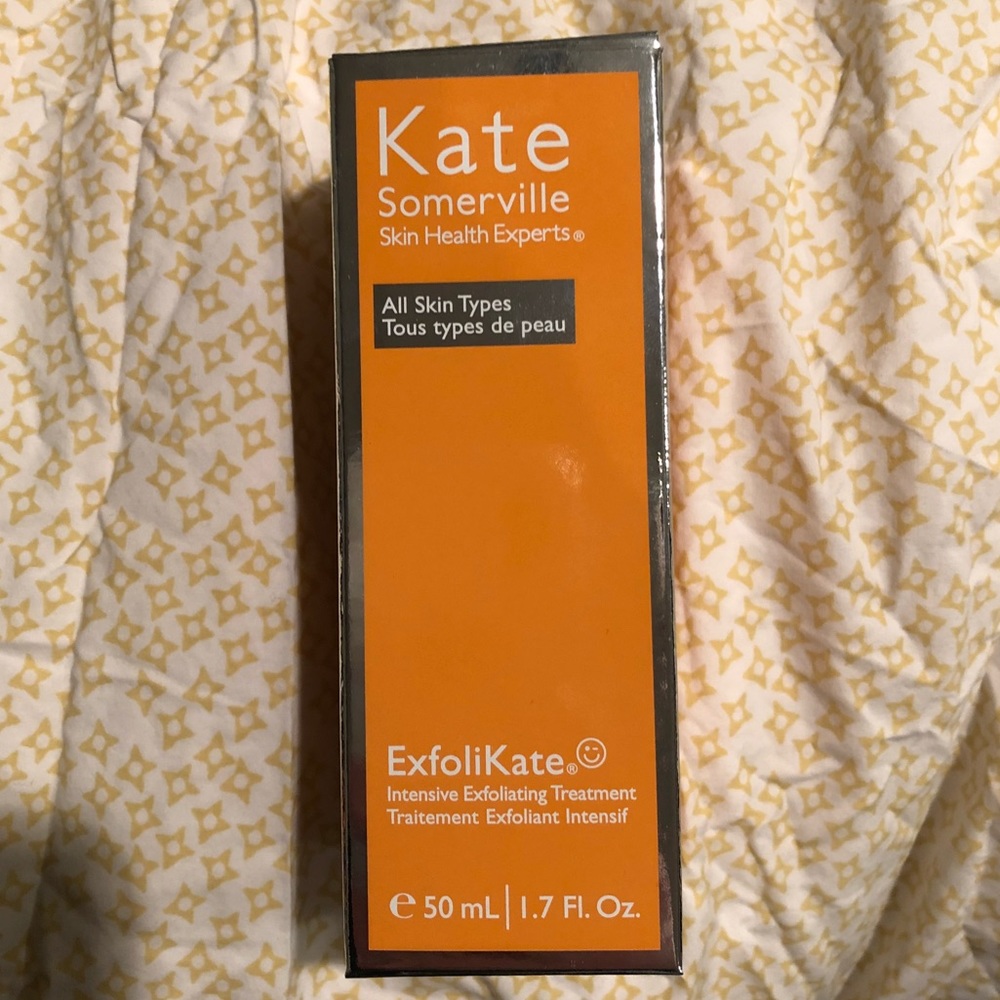 Kate
Somerville
Skin Health Experts®
All Skin Types
Tous types de peau
ExfoliKate®
Intensive Exfoliating Treatment
Traitement Exfoliant Intensif
℮ 50 mL | 1.7 Fl. Oz.